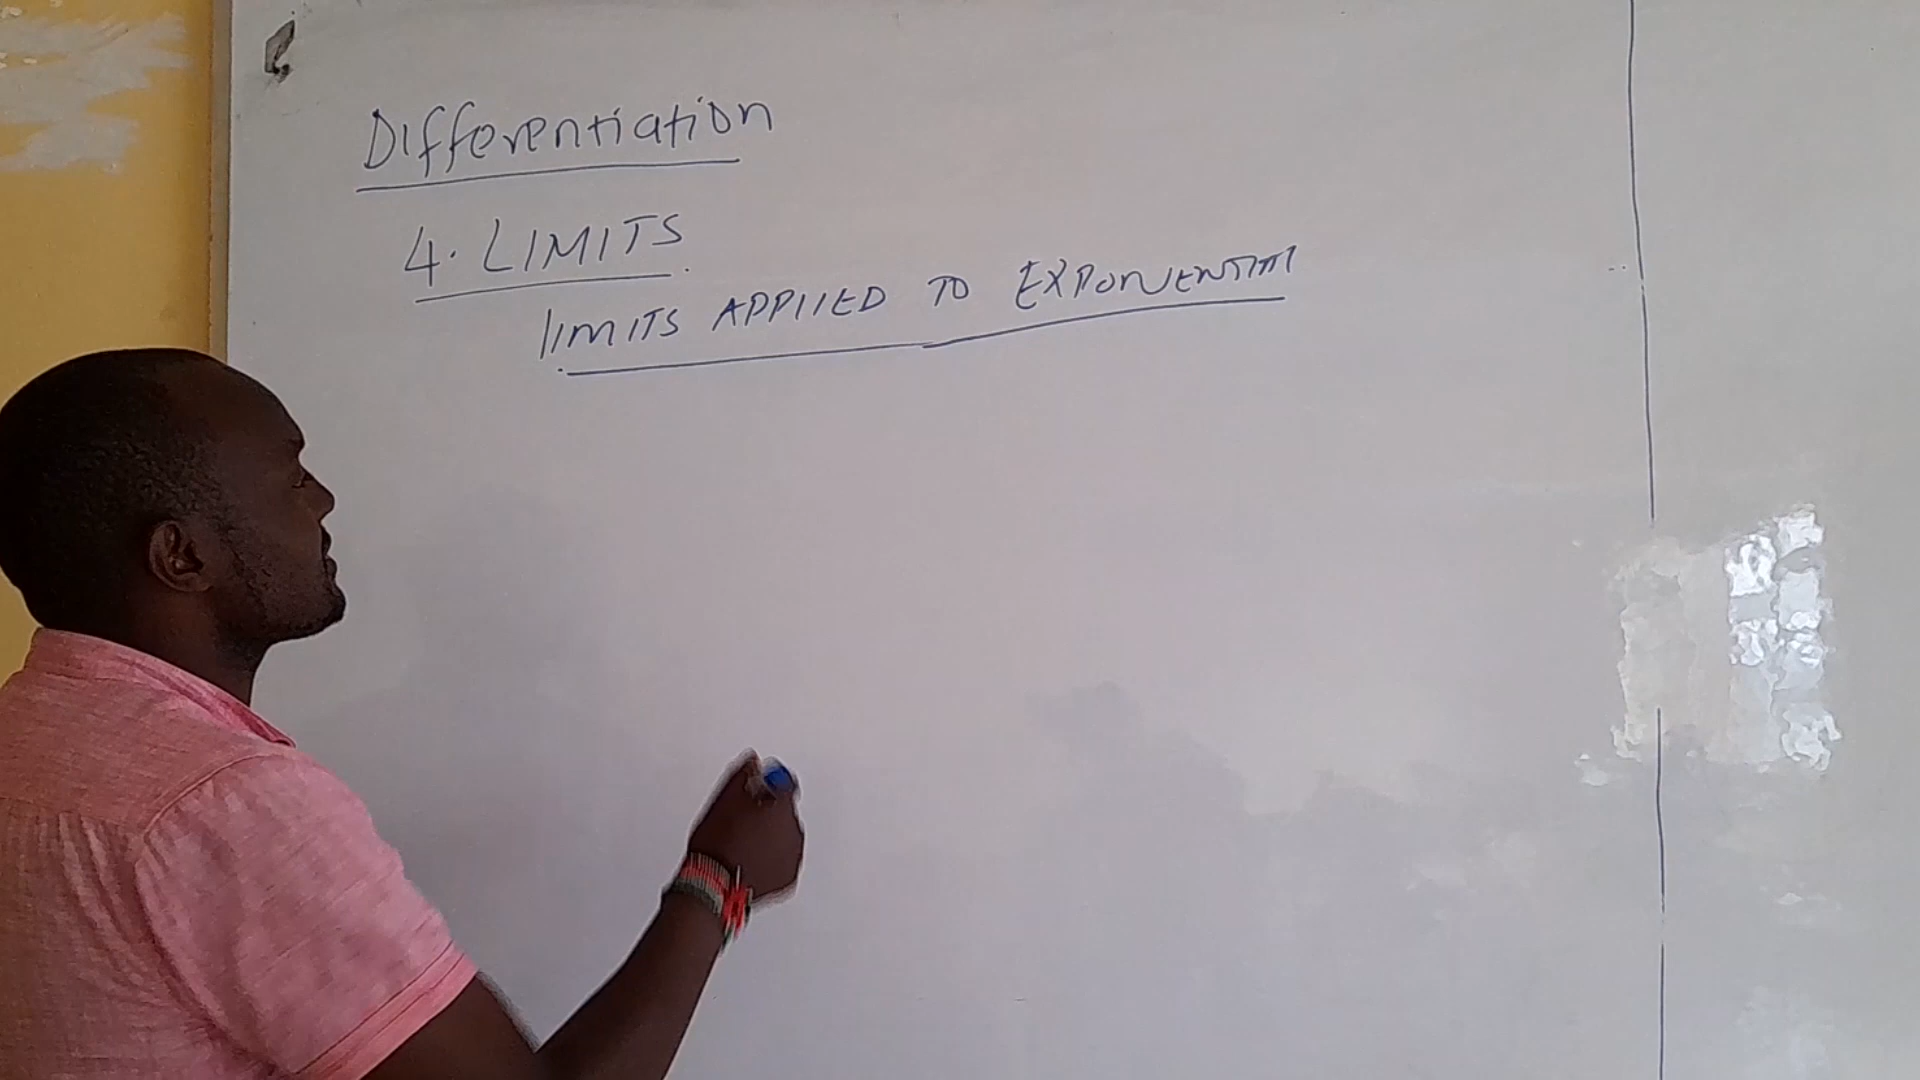 Differentiation
4. LIMITS
LIMITS APPLIED TO EXPONENTIAL